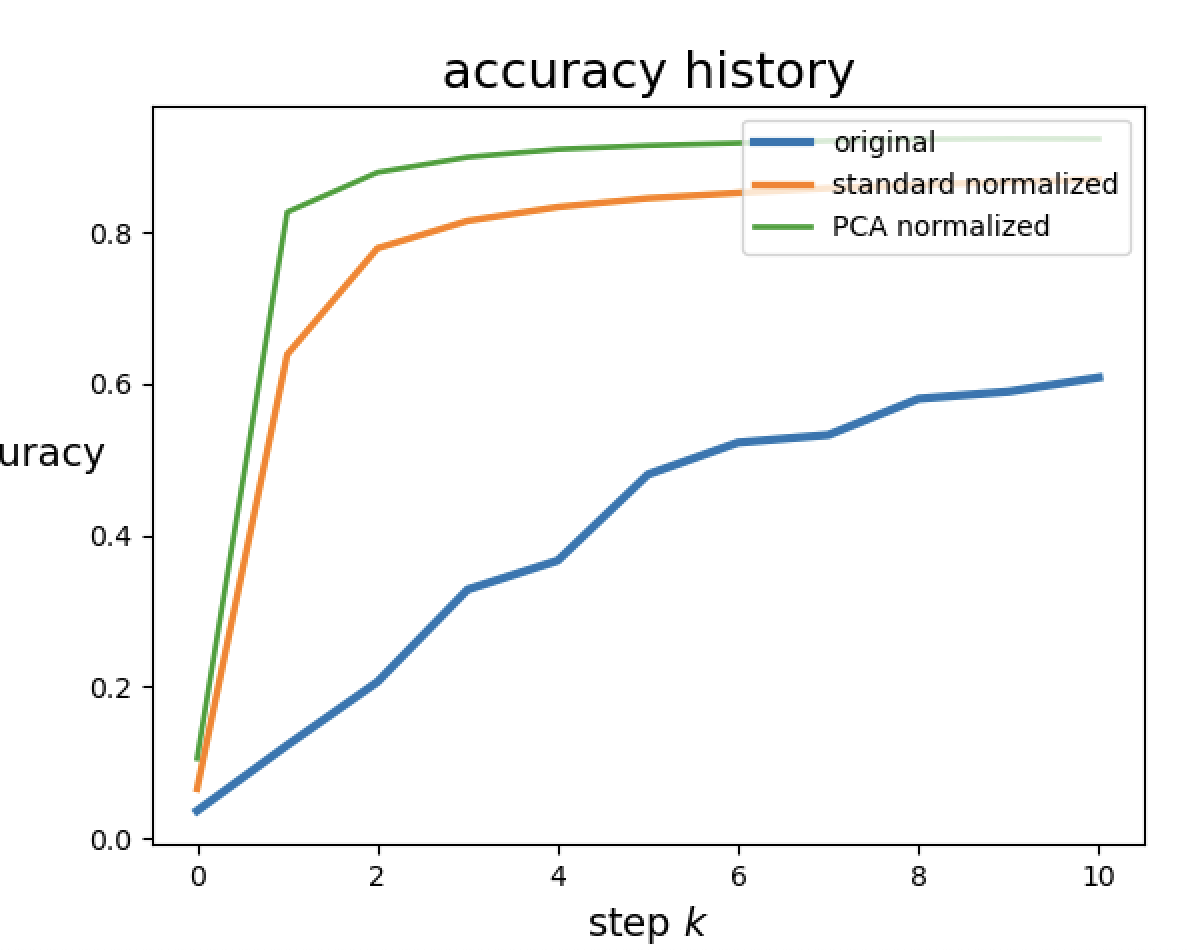 accuracy history
original
standard normalized
PCA normalized
0.8
0.6
uracy
0.4
0.2
0.0
0 2 4 6 8 10
step k